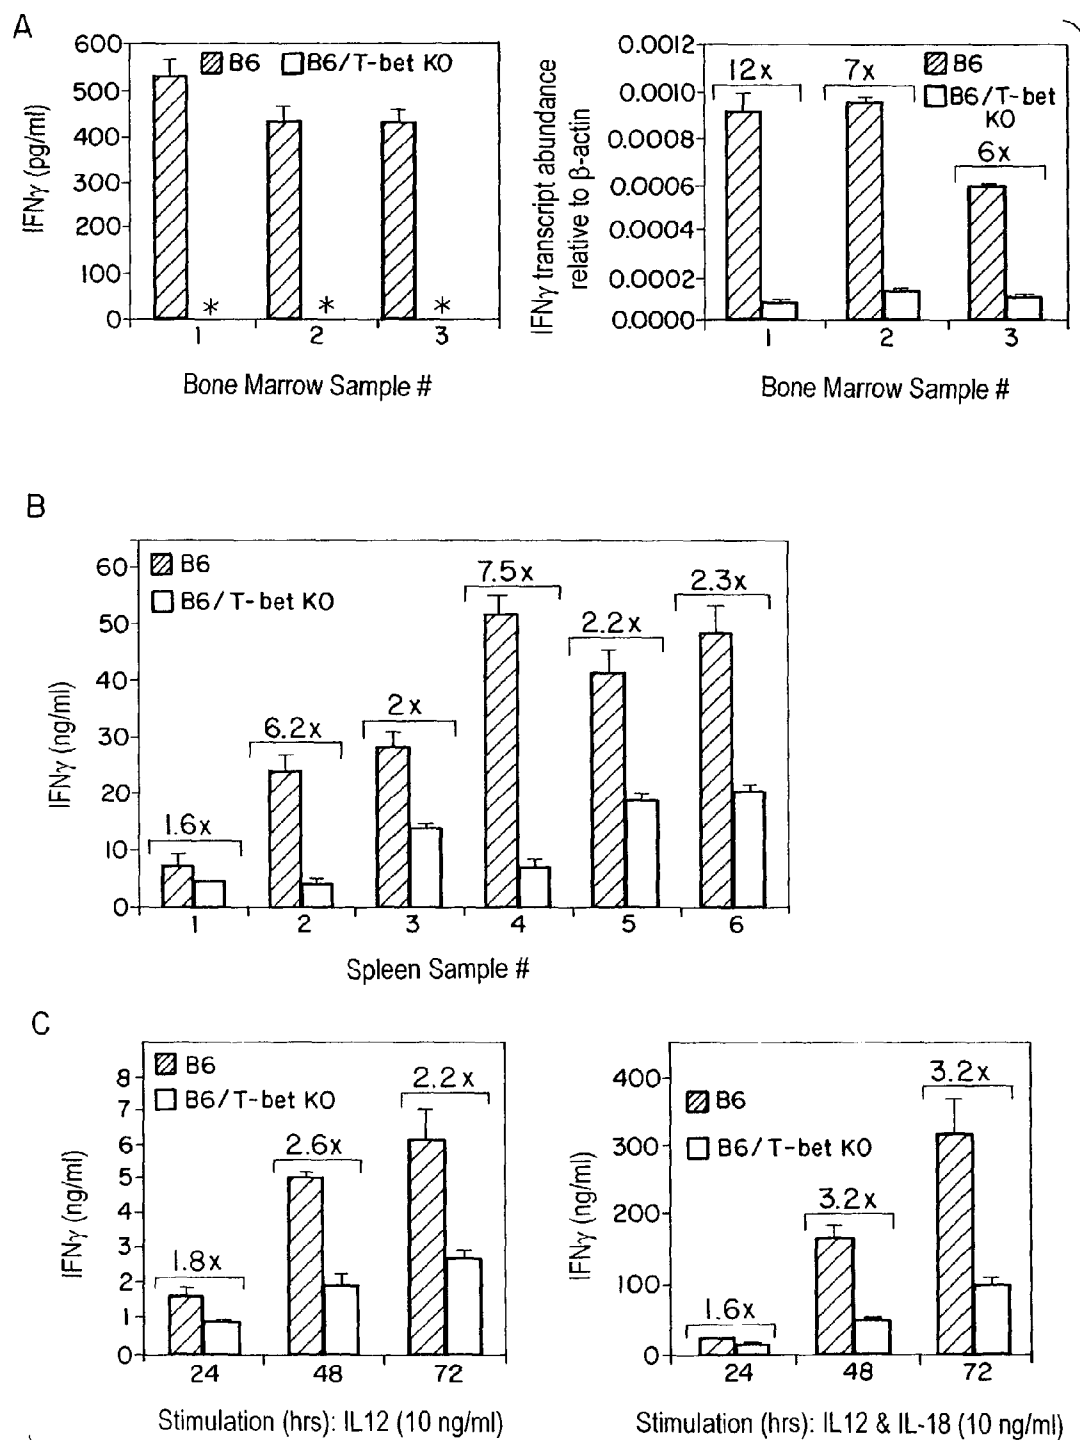 A
600
500
400
300
200
100
0
IFNγ (pg/ml)
B6 B6/T-bet KO
* * *
1 2 3
Bone Marrow Sample #
0.0012
0.0010
0.0008
0.0006
0.0004
0.0002
0.0000
IFNγ transcript abundance
relative to β-actin
B6
B6/T-bet
KO
12x 7x
6x
1 2 3
Bone Marrow Sample #
B
60
50
40
30
20
10
0
IFNγ (ng/ml)
B6
B6/T-bet KO
1.6x 6.2x 2x 7.5x 2.2x 2.3x
1 2 3 4 5 6
Spleen Sample #
C
8
7
6
5
4
3
2
1
0
IFNγ (ng/ml)
B6
B6/T-bet KO
1.8x 2.6x 2.2x
24 48 72
Stimulation (hrs): IL12 (10 ng/ml)
400
300
200
100
0
IFNγ (ng/ml)
B6
B6/T-bet KO
1.6x 3.2x 3.2x
24 48 72
Stimulation (hrs): IL12 & IL-18 (10 ng/ml)